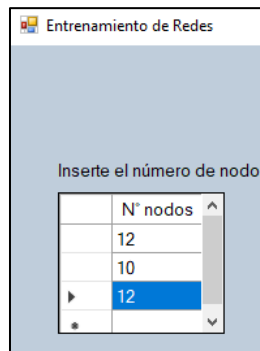 Entrenamiento de Redes
Inserte el número de nodo
N° nodos
12
10
12